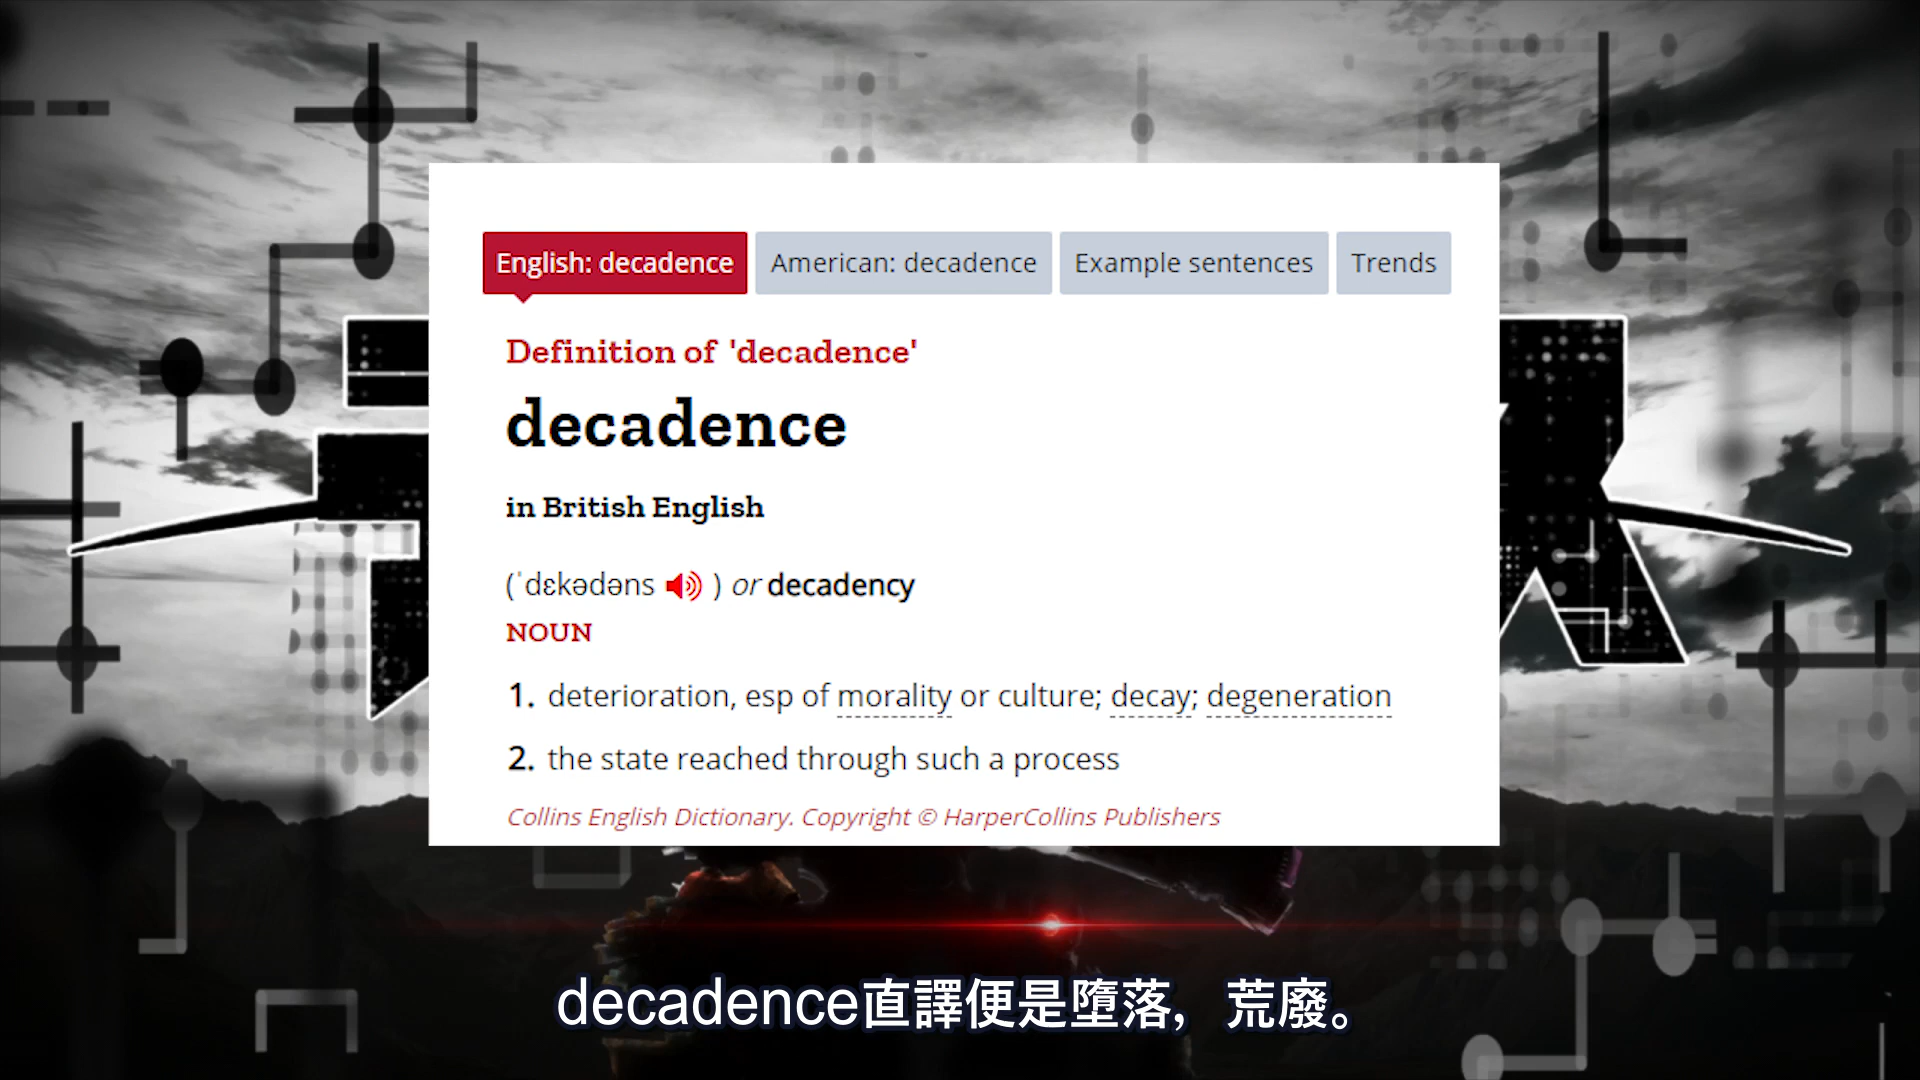 English: decadence
American: decadence
Example sentences
Trends
Definition of 'decadence'
decadence
in British English
(ˈdɛkədəns ) or decadency
NOUN
1. deterioration, esp of morality or culture; decay; degeneration
2. the state reached through such a process
Collins English Dictionary. Copyright © HarperCollins Publishers
decadence直譯便是墮落，荒廢。